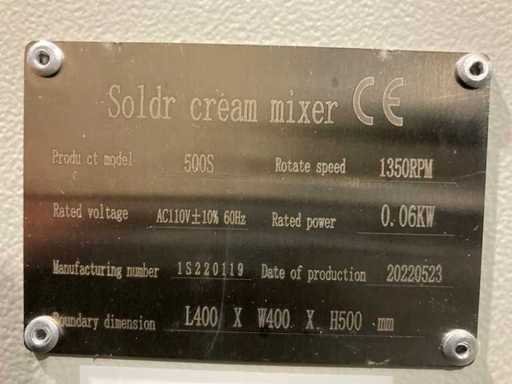 Soldr cream mixer CE
Produ ct model 500S Rotate speed 1350RPM
Rated voltage AC110V±10% 60Hz Rated power 0.06KW
Manufacturing number 1S220119 Date of production 20220523
Boundary dimension L400 X W400 X H500 mm